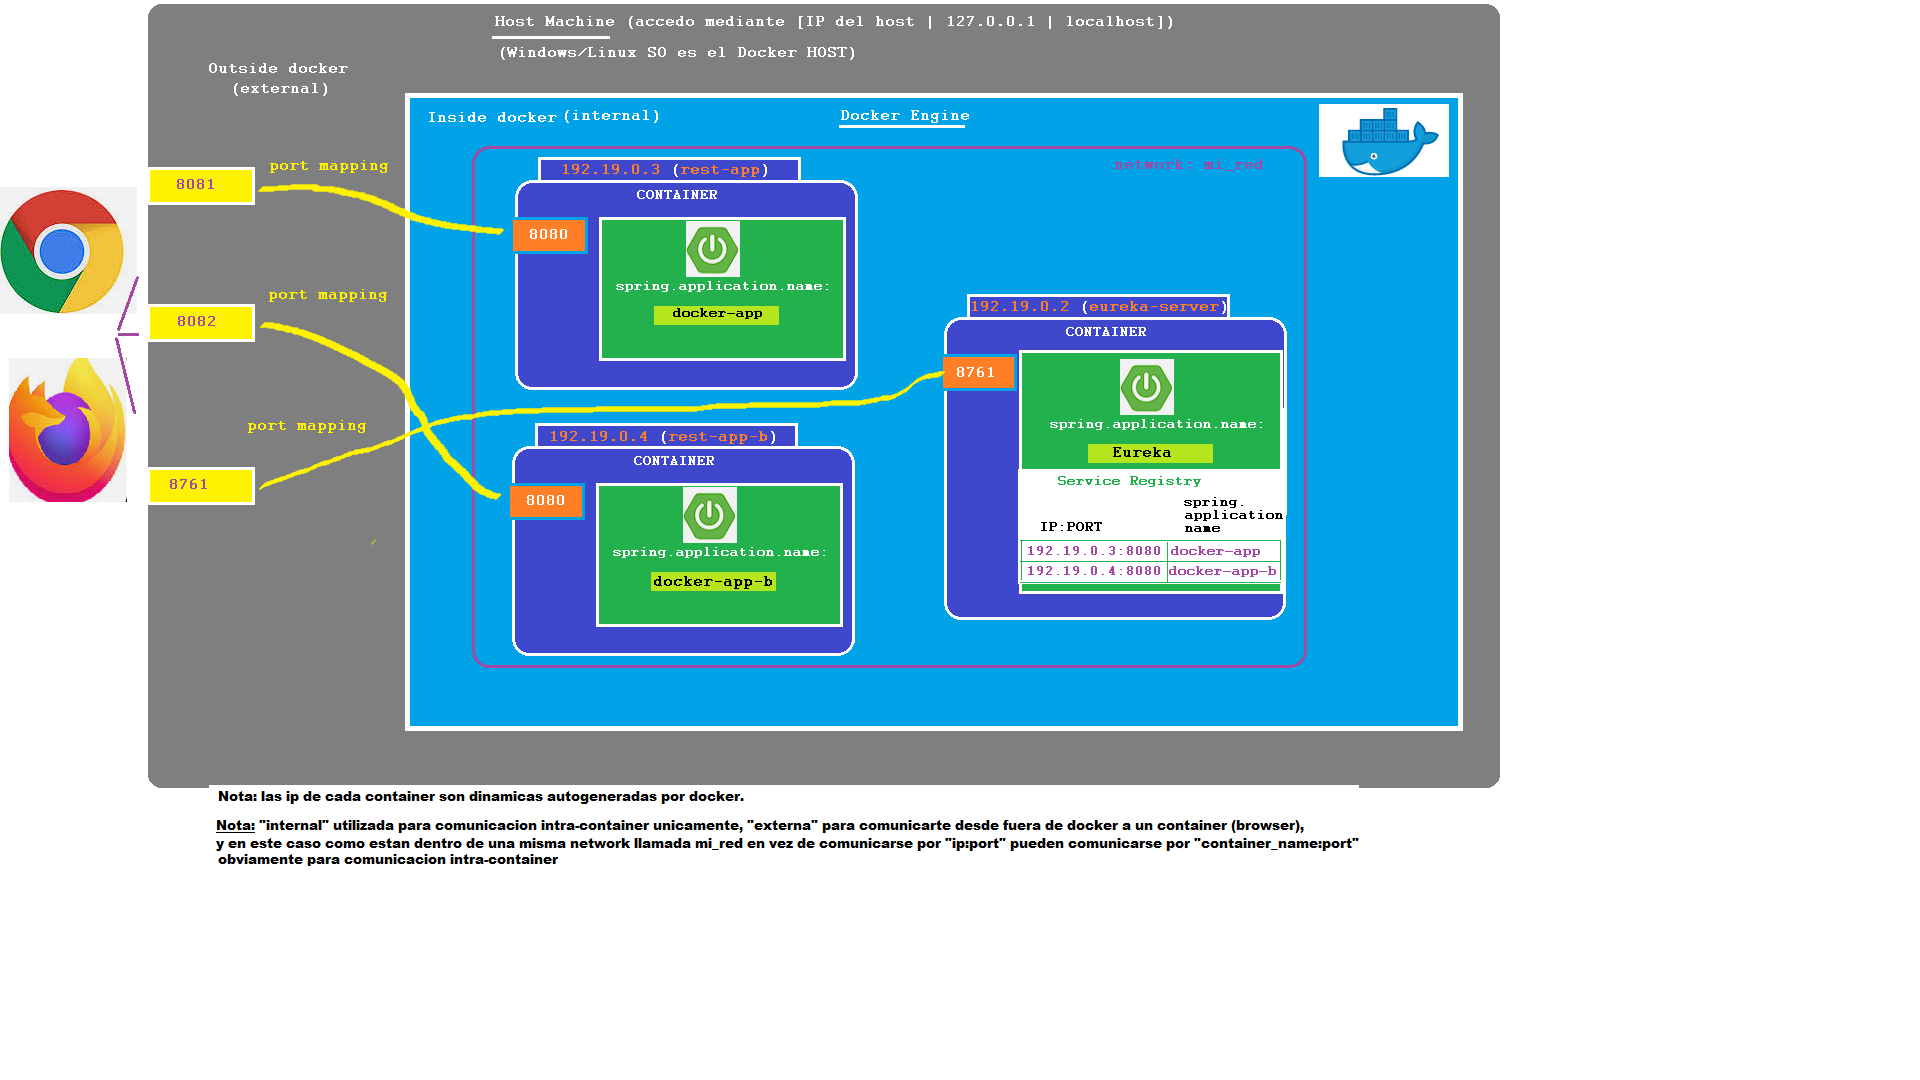 Host Machine (accedo mediante [IP del host | 127.0.0.1 | localhost])
(Windows/Linux SO es el Docker HOST)
Outside docker
(external)
Inside docker (internal)
Docker Engine
network: mi_red
port mapping
8081
192.19.0.3 (rest-app)
CONTAINER
8080
spring.application.name:
docker-app
port mapping
8082
192.19.0.2 (eureka-server)
CONTAINER
8761
spring.application.name:
Eureka
Service Registry
IP:PORT
spring.
application
name
192.19.0.3:8080 docker-app
192.19.0.4:8080 docker-app-b
port mapping
8761
192.19.0.4 (rest-app-b)
CONTAINER
8080
spring.application.name:
docker-app-b
Nota: las ip de cada container son dinamicas autogeneradas por docker.
Nota: "internal" utilizada para comunicacion intra-container unicamente, "externa" para comunicarte desde fuera de docker a un container (browser),
y en este caso como estan dentro de una misma network llamada mi_red en vez de comunicarse por "ip:port" pueden comunicarse por "container_name:port"
obviamente para comunicacion intra-container